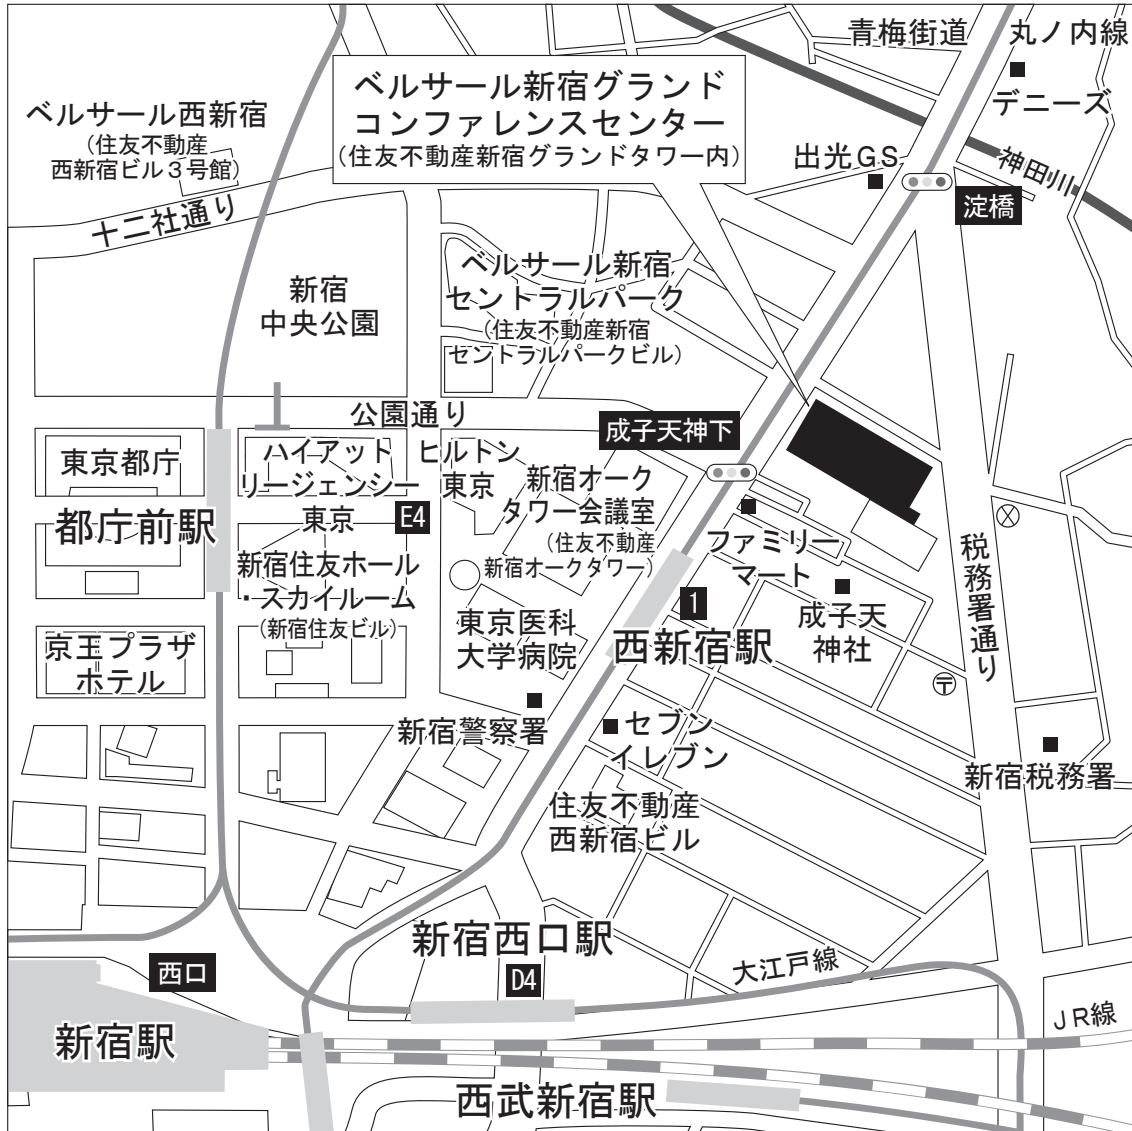 青梅街道
丸ノ内線
デニーズ
ベルサール新宿グランド
コンファレンスセンター
(住友不動産新宿グランドタワー内)
ベルサール西新宿
(住友不動産
西新宿ビル3号館)
出光GS
神田川
淀橋
十二社通り
新宿
中央公園
ベルサール新宿
セントラルパーク
(住友不動産新宿
セントラルパークビル)
公園通り
成子天神下
東京都庁
ハイアット
リージェンシー
東京
ヒルトン
東京
新宿オーク
タワー会議室
(住友不動産
新宿オークタワー)
E4
都庁前駅
ファミリー
マート
税務署通り
新宿住友ホール
・スカイルーム
(新宿住友ビル)
1
成子天
神社
東京医科
大学病院
西新宿駅
京王プラザ
ホテル
〒
新宿警察署
セブン
イレブン
新宿税務署
住友不動産
西新宿ビル
新宿西口駅
西口
D4
大江戸線
JR線
新宿駅
西武新宿駅